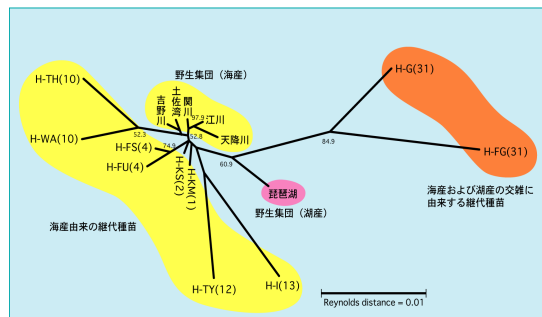 野生集団（海産）
H-TH(10)
吉野川
土佐湾
関川
97.9
江川
H-G(31)
52.3
52.8
天降川
H-WA(10)
H-FS(4)
74.9
84.9
H-FG(31)
H-FU(4)
H-KS(2)
H-KM(1)
60.9
琵琶湖
野生集団（湖産）
海産および湖産の交雑に
由来する継代種苗
海産由来の継代種苗
H-TY(12)
H-I(13)
Reynolds distance = 0.01